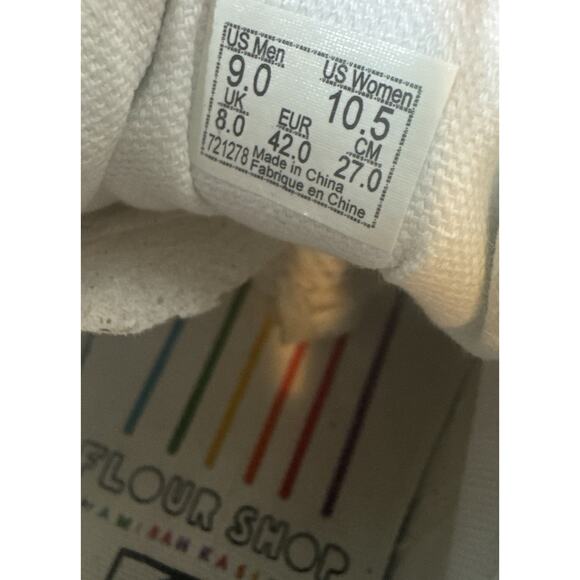 US Men US Women
9.0 10.5
UK EUR CM
8.0 42.0 27.0
721278 Made in China
Fabrique en Chine
FLOUR SHOP